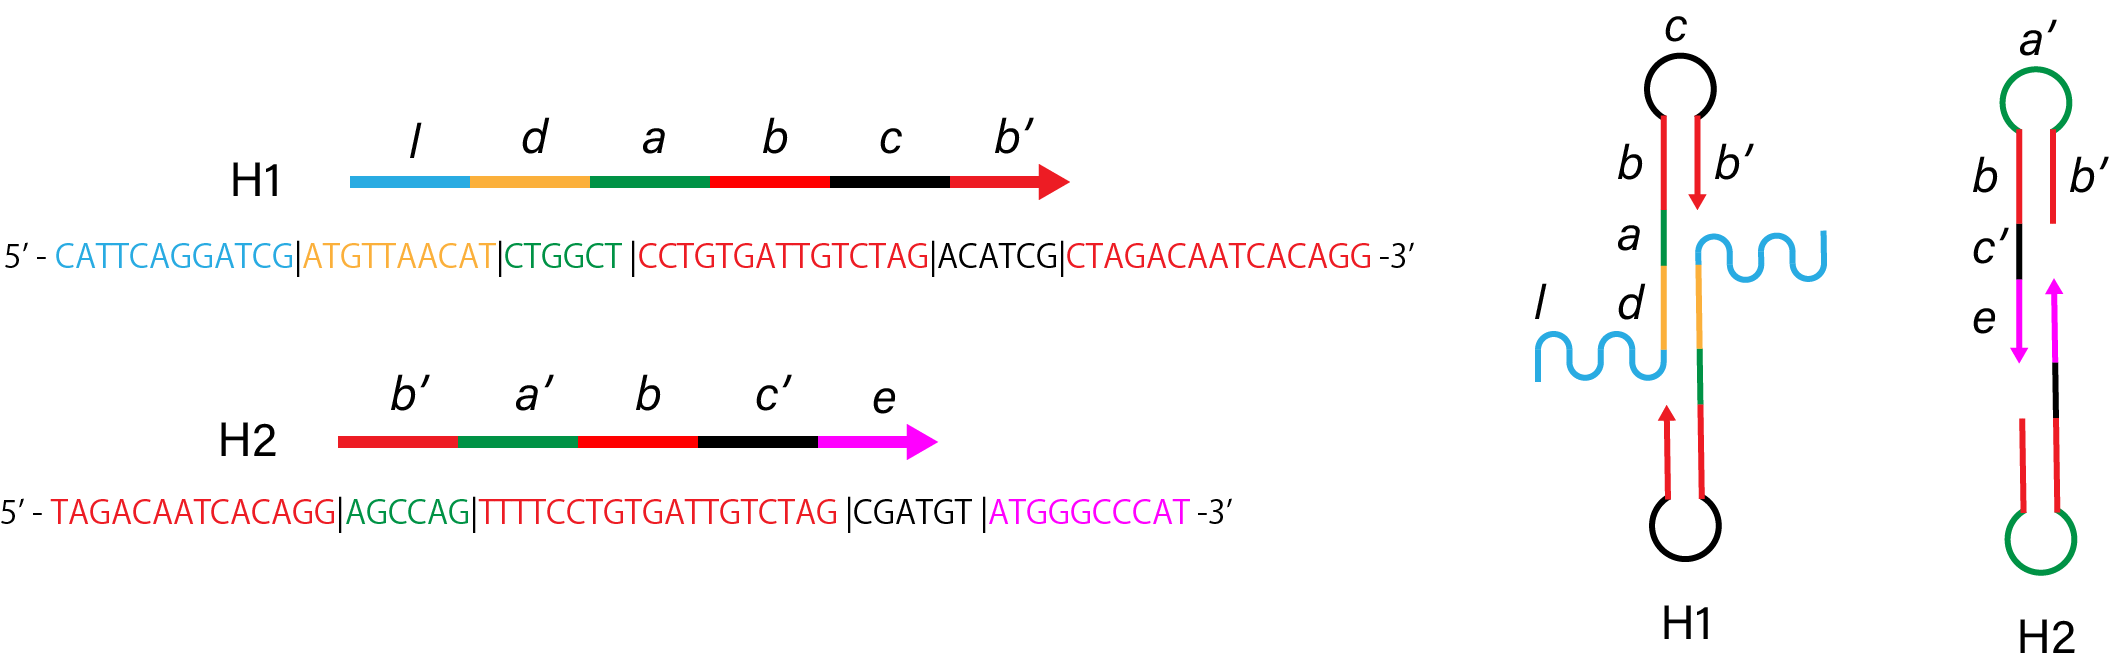 l d a b c b′
H1
5′ - CATTCAGGATCG|ATGTTAACAT|CTGGCT |CCTGTGATTGTCTAG|ACATCG|CTAGACAATCACAGG -3′
b′ a′ b c′ e
H2
5′ - TAGACAATCACAGG|AGCCAG|TTTTCCTGTGATTGTCTAG |CGATGT |ATGGGCCCAT -3′
c
b b′
a
l d
H1
a′
b b′
c′
e
H2